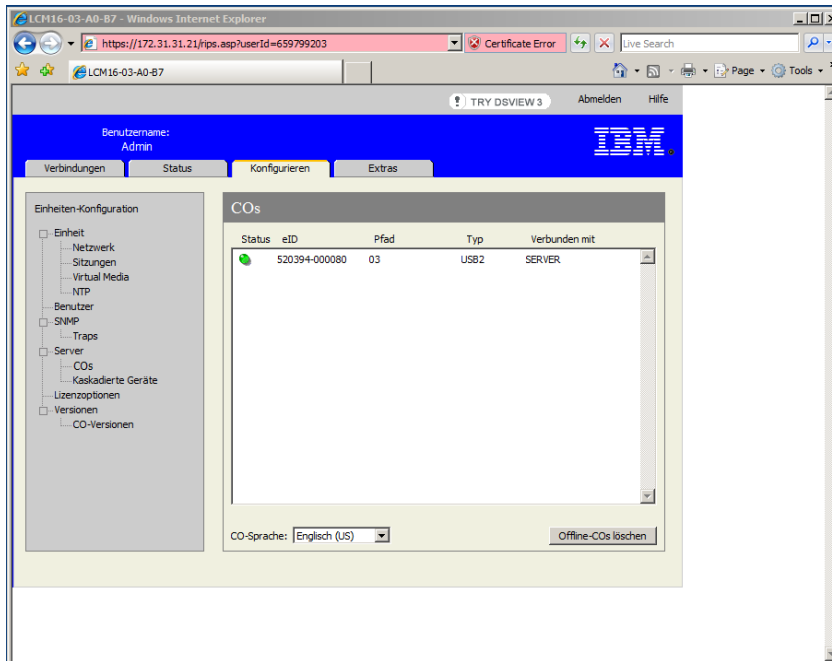 LCM16-03-A0-B7 - Windows Internet Explorer
https://172.31.31.21/rips.asp?userId=659799203
Certificate Error
Live Search
LCM16-03-A0-B7
Page
Tools
TRY DSVIEW 3
Abmelden
Hilfe
Benutzername:
Admin
IBM
Verbindungen
Status
Konfigurieren
Extras
Einheiten-Konfiguration
Einheit
Netzwerk
Sitzungen
Virtual Media
NTP
Benutzer
SNMP
Traps
Server
COs
Kaskadierte Geräte
Lizenzoptionen
Versionen
CO-Versionen
COs
Status eID Pfad Typ Verbunden mit
520394-000080 03 USB2 SERVER
CO-Sprache: Englisch (US)
Offline-COs löschen